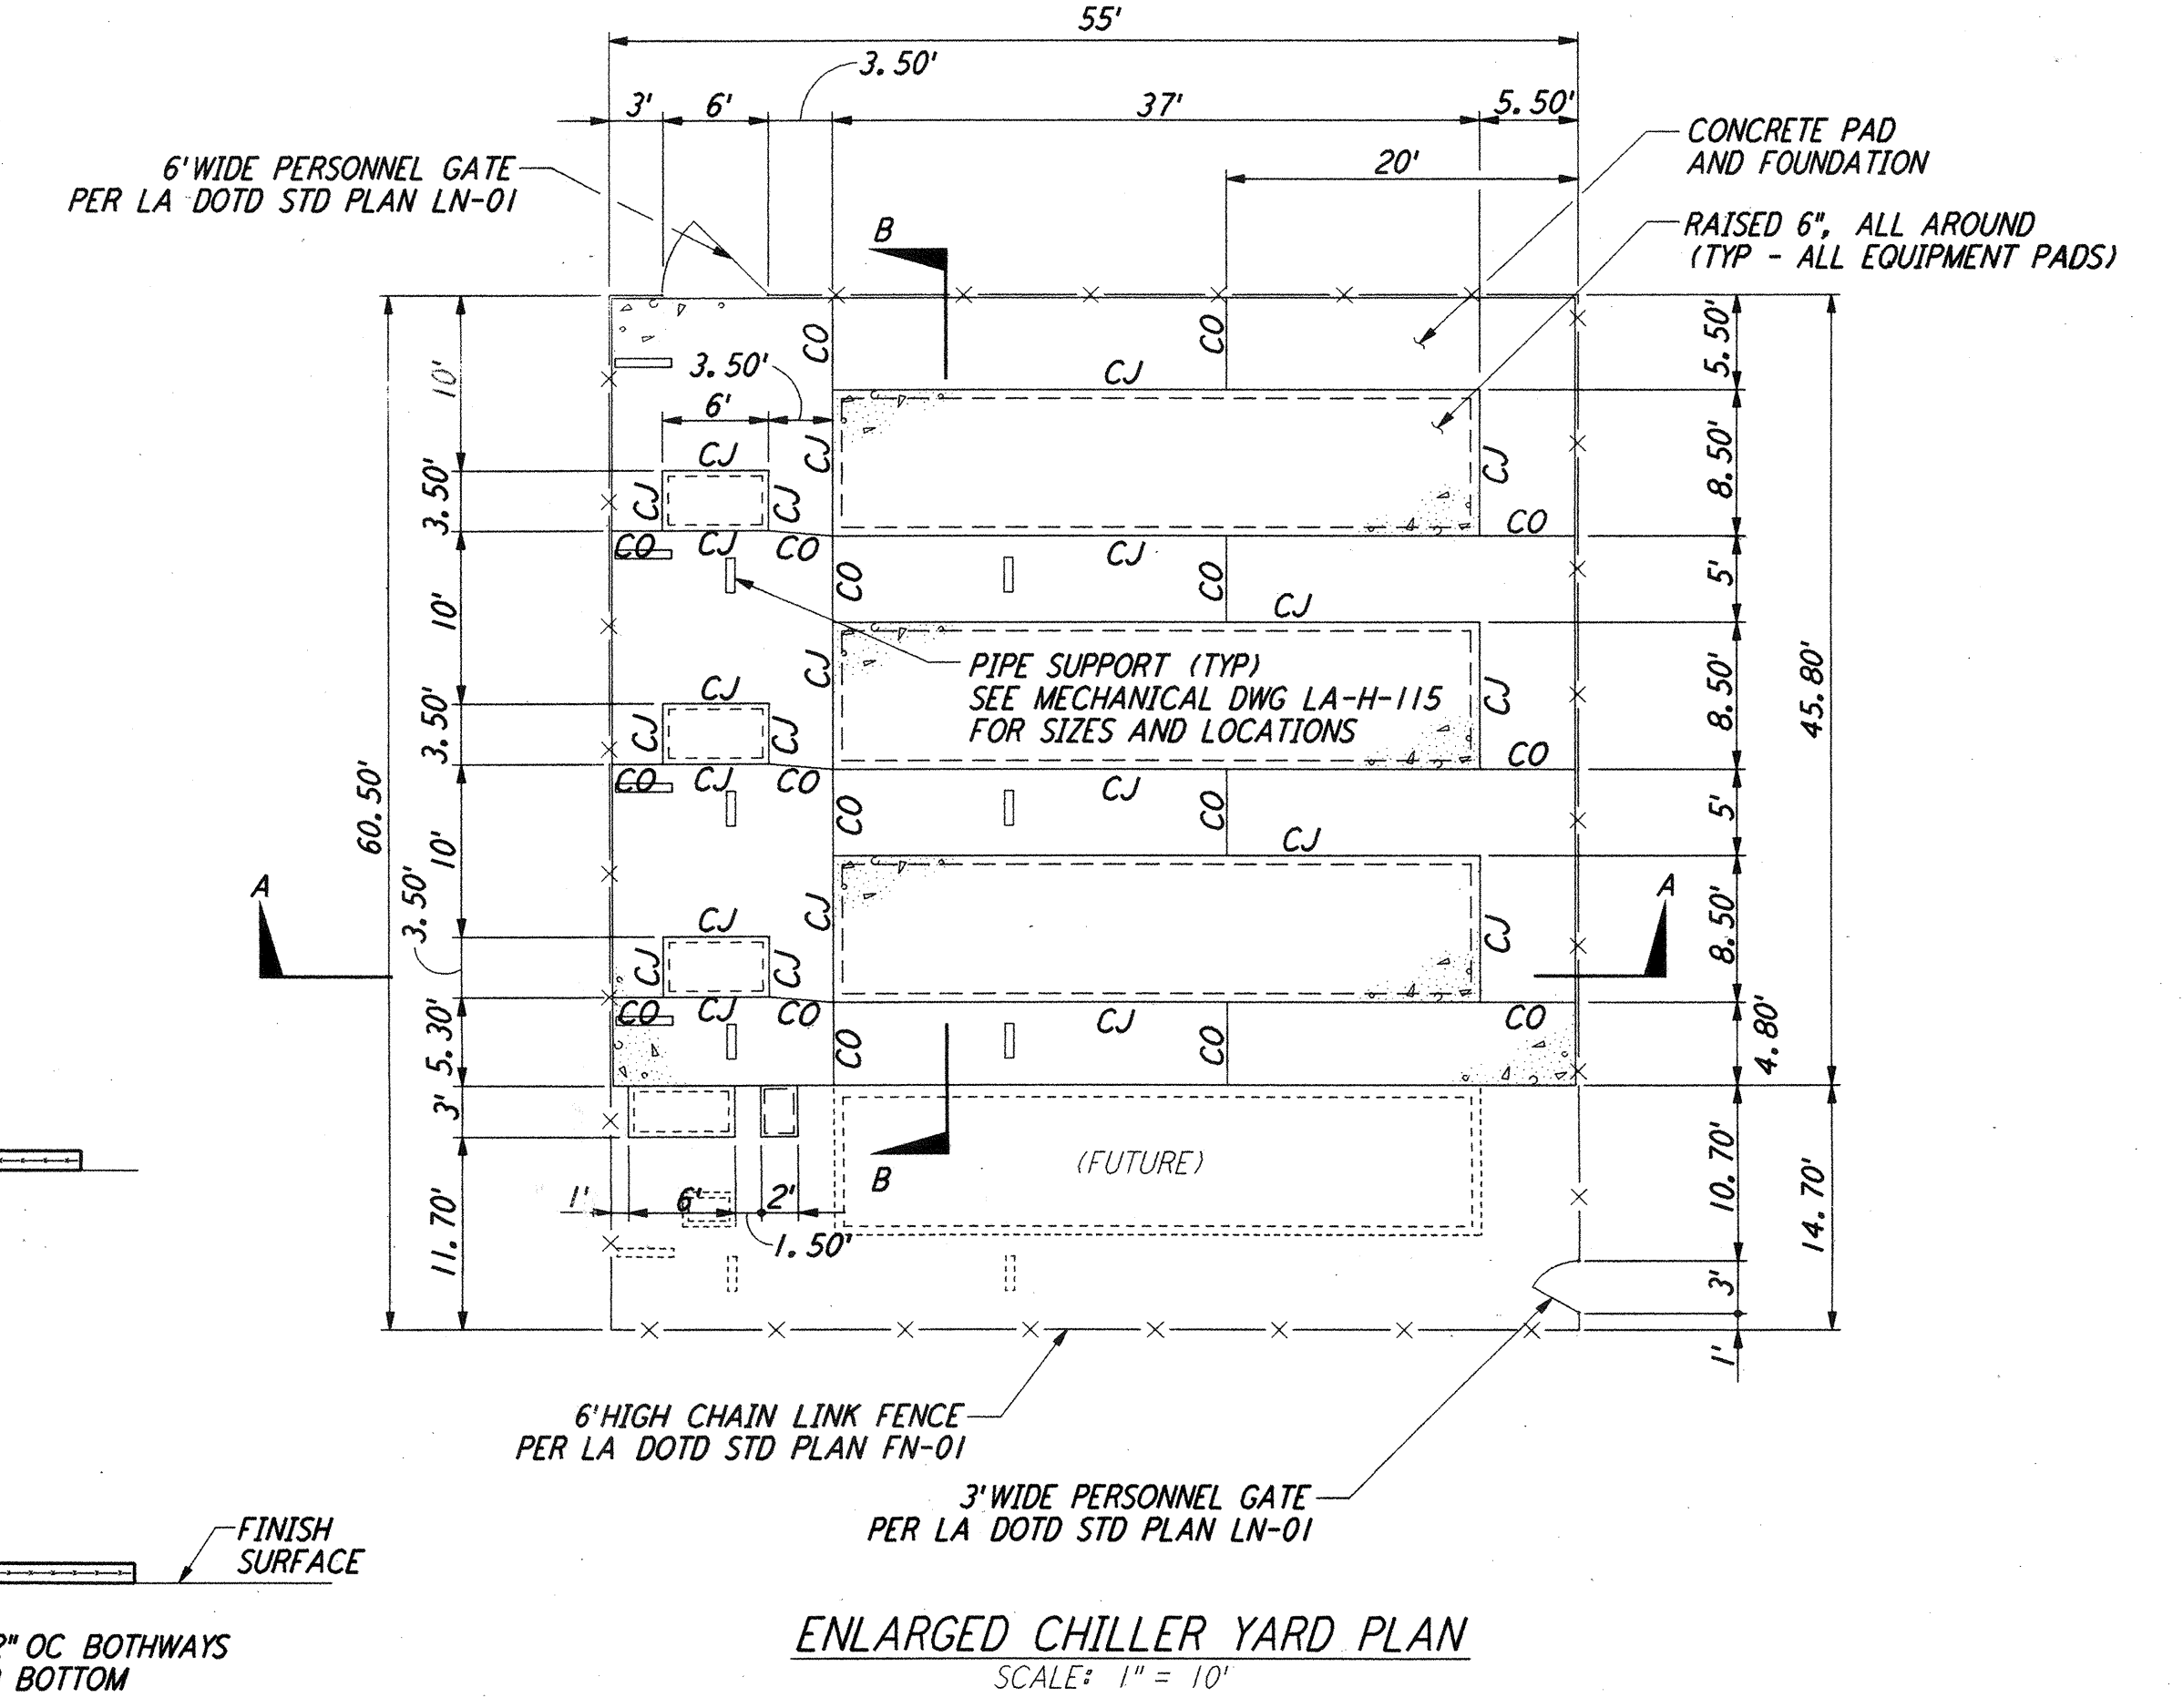 55'
3.50'
3'
6'
37'
5.50'
20'
CONCRETE PAD
AND FOUNDATION
6' WIDE PERSONNEL GATE
PER LA DOTD STD PLAN LN-01
RAISED 6", ALL AROUND
(TYP - ALL EQUIPMENT PADS)
B
10'
CO
CO
5.50'
3.50'
CJ
6'
CJ
CJ
8.50'
CJ
3.50'
CJ
CJ
CO
CO
CJ
CO
CJ
CO
CO
5'
10'
CJ
PIPE SUPPORT (TYP)
SEE MECHANICAL DWG LA-H-115
FOR SIZES AND LOCATIONS
CJ
CJ
CJ
8.50'
45.80'
3.50'
CJ
CJ
CO
60.50'
CO
CJ
CO
CJ
CO
CO
5'
10'
CJ
A
3.50'
CJ
CJ
CJ
8.50'
A
CJ
CJ
5.30'
CO
CJ
CO
CJ
CO
CO
CO
4.80'
3'
(FUTURE)
B
10.70'
14.70'
1'
6'
2'
1.50'
11.70'
3'
1'
6' HIGH CHAIN LINK FENCE
PER LA DOTD STD PLAN FN-01
3' WIDE PERSONNEL GATE
PER LA DOTD STD PLAN LN-01
FINISH
SURFACE
" OC BOTHWAYS
BOTTOM
ENLARGED CHILLER YARD PLAN
SCALE: 1" = 10'